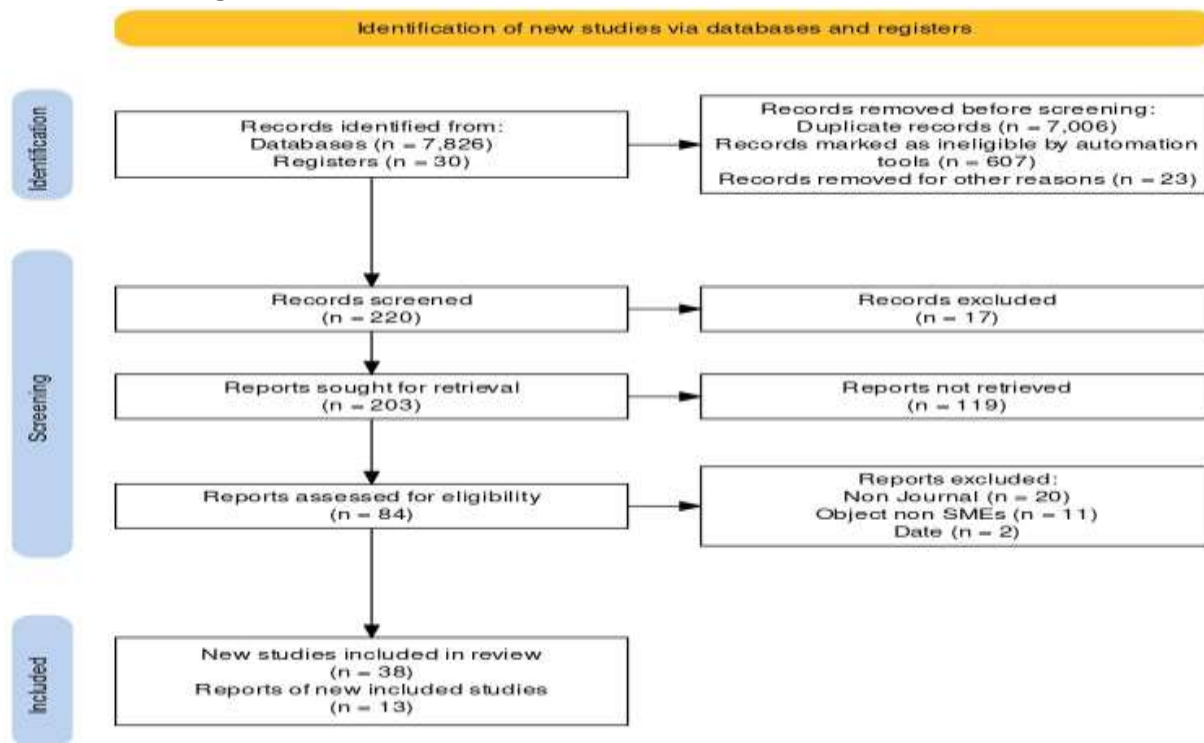 Identification of new studies via databases and registers
Identification
Records identified from:
Databases (n = 7,826)
Registers (n = 30)
Records removed before screening:
Duplicate records (n = 7,006)
Records marked as ineligible by automation
tools (n = 607)
Records removed for other reasons (n = 23)
Screening
Records screened
(n = 220)
Records excluded
(n = 17)
Reports sought for retrieval
(n = 203)
Reports not retrieved
(n = 119)
Reports assessed for eligibility
(n = 84)
Reports excluded:
Non Journal (n = 20)
Object non SMEs (n = 11)
Date (n = 2)
Included
New studies included in review
(n = 38)
Reports of new included studies
(n = 13)